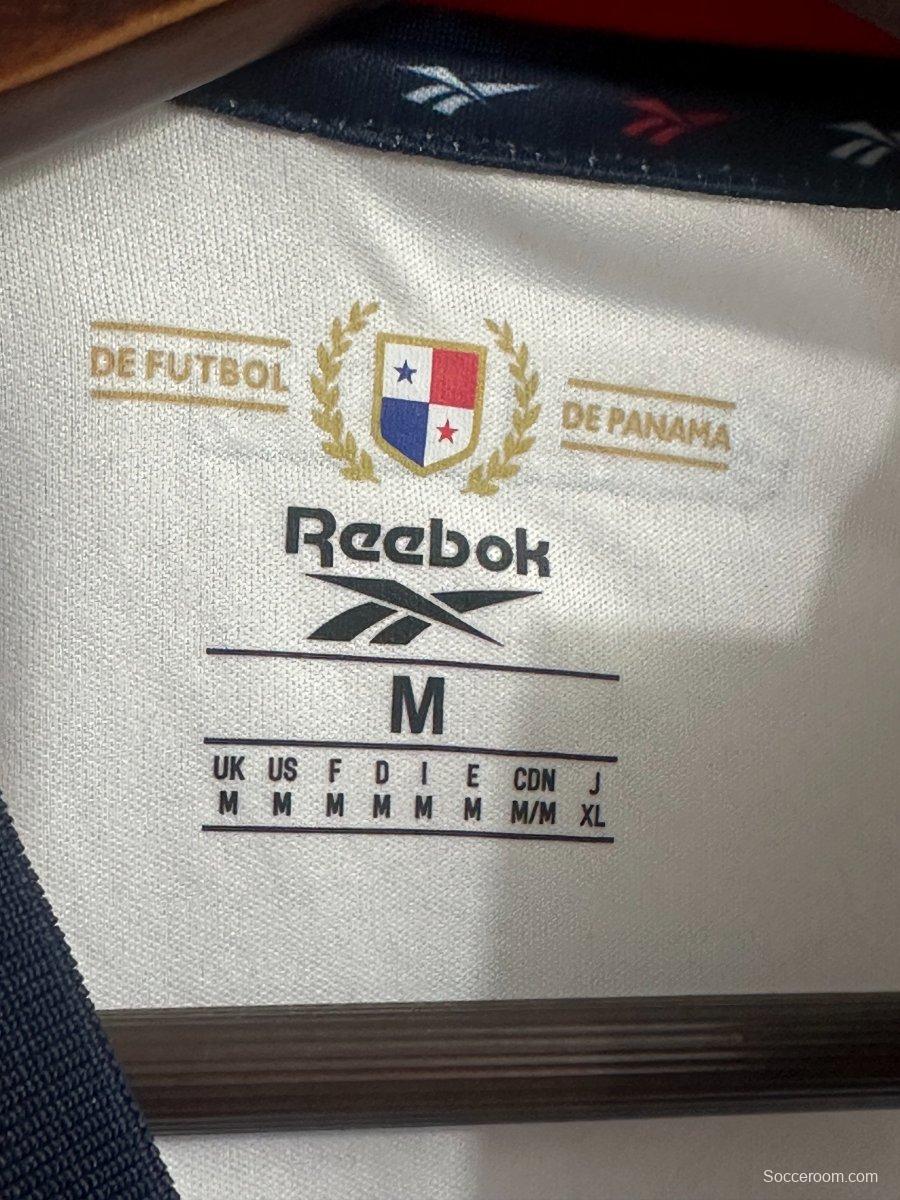 DE FUTBOL DE PANAMA
Reebok
M
UK US F D I E CDN J
M M M M M M M/M XL
Socceroom.com